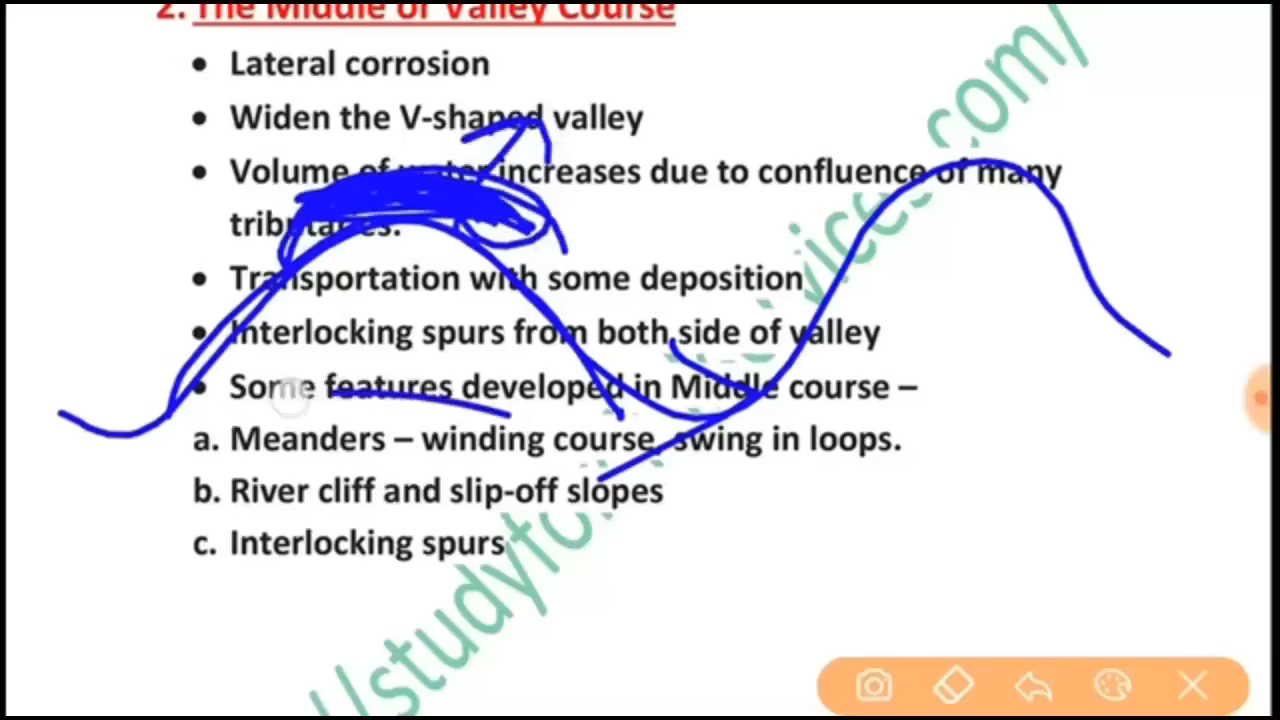 2. The Middle or Valley Course
• Lateral corrosion
• Widen the V-shaped valley
• Volume of water increases due to confluence of many
tributaries.
• Transportation with some deposition
• Interlocking spurs from both side of valley
• Some features developed in Middle course –
a. Meanders – winding course, swing in loops.
b. River cliff and slip-off slopes
c. Interlocking spurs